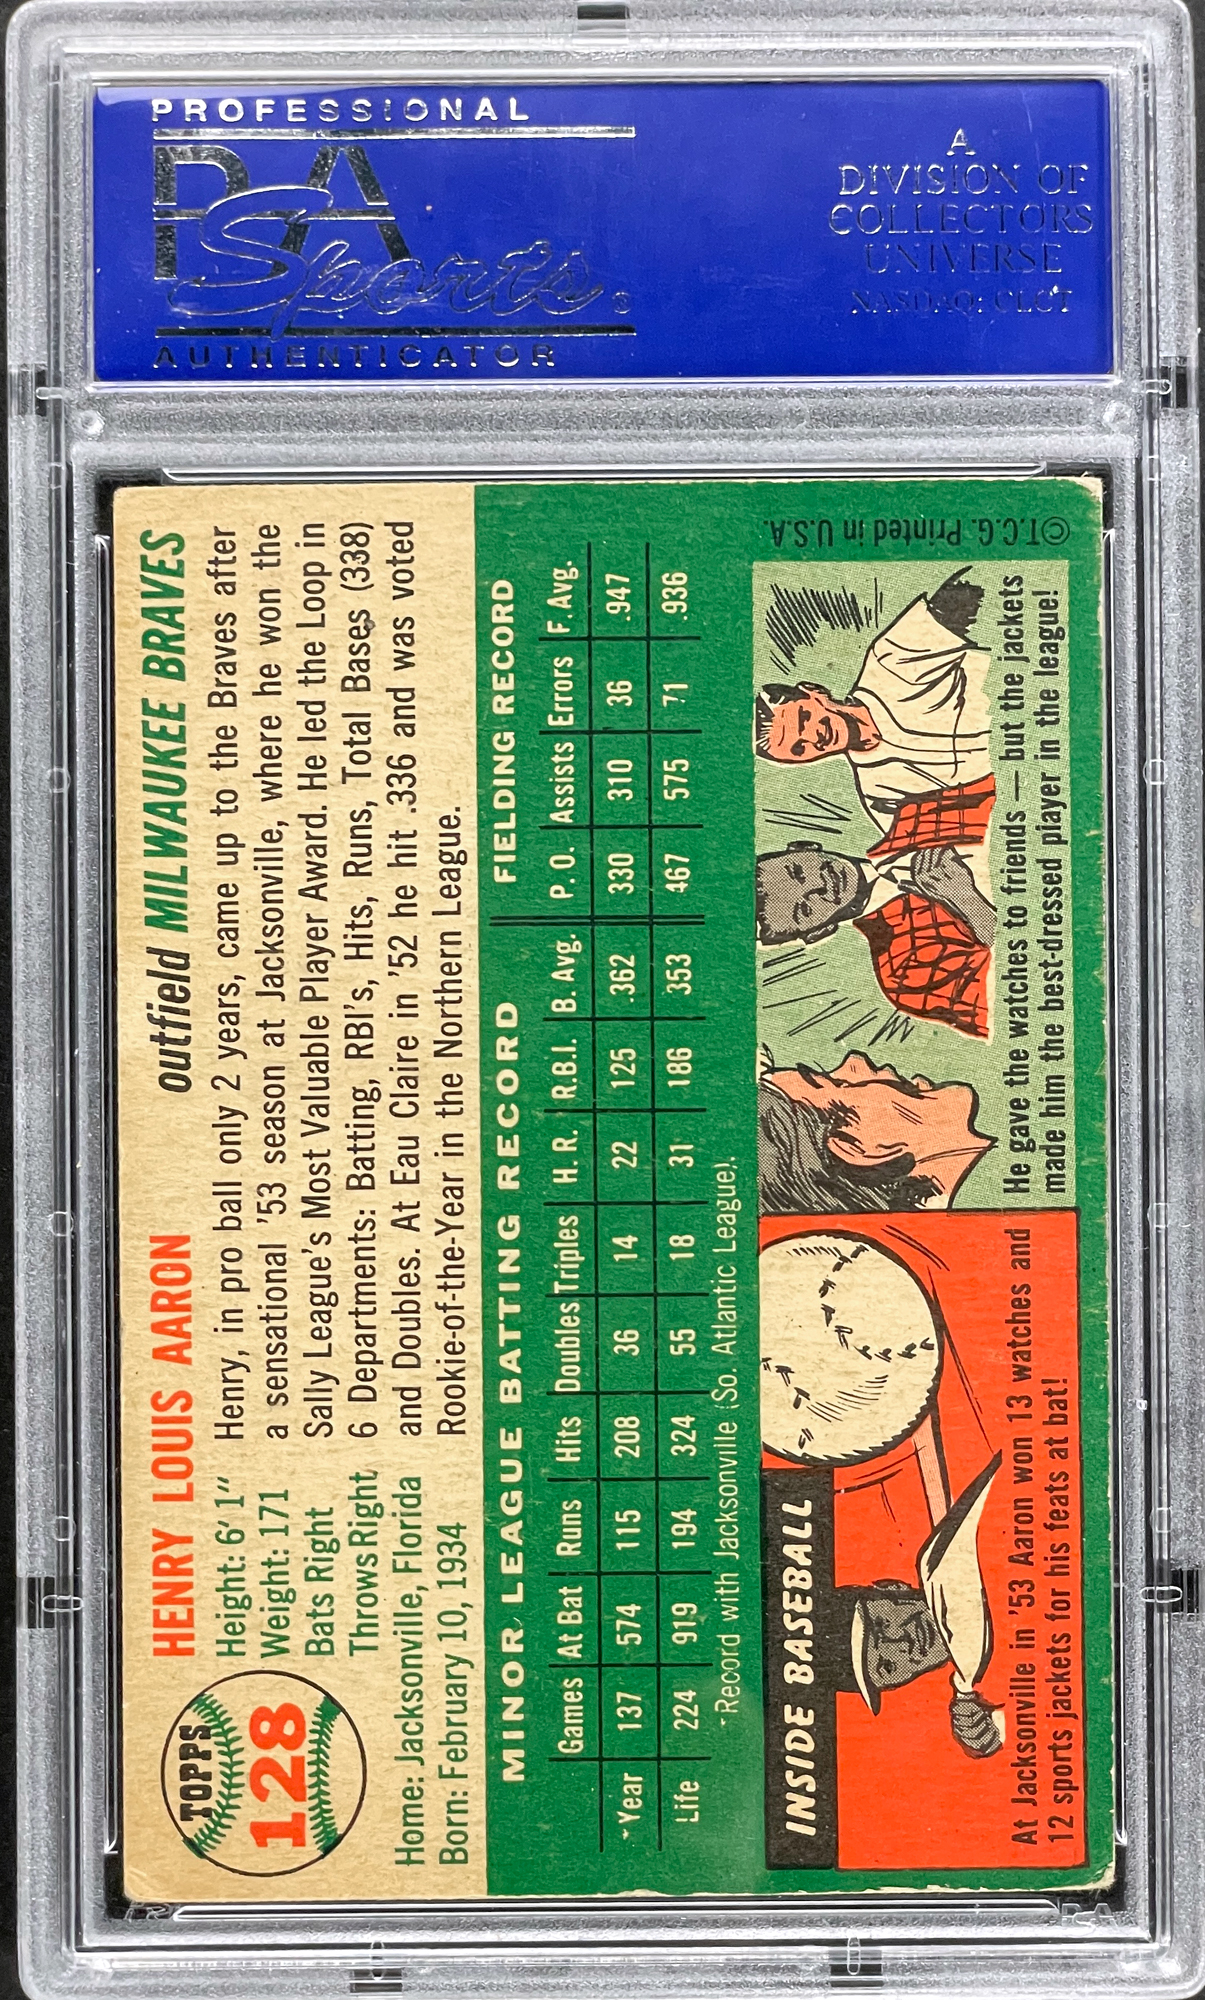 PROFESSIONAL
PSA
Sports®
AUTHENTICATOR
A
DIVISION OF
COLLECTORS
UNIVERSE
NASDAQ: CLCT
TOPPS
128
HENRY LOUIS AARON
outfield MILWAUKEE BRAVES
Height: 6'1"
Weight: 171
Bats Right
Throws Right
Home: Jacksonville, Florida
Born: February 10, 1934
Henry, in pro ball only 2 years, came up to the Braves after
a sensational '53 season at Jacksonville, where he won the
Sally League's Most Valuable Player Award. He led the Loop in
6 Departments: Batting, RBI's, Hits, Runs, Total Bases (338)
and Doubles. At Eau Claire in '52 he hit .336 and was voted
Rookie-of-the-Year in the Northern League.
MINOR LEAGUE BATTING RECORD FIELDING RECORD
Games At Bat Runs Hits Doubles Triples H. R. R.B.I. B. Avg. P. O. Assists Errors F. Avg.
*Year 137 574 115 208 36 14 22 125 .362 330 310 36 .947
Life 224 919 194 324 55 18 31 186 .353 467 575 71 .936
*Record with Jacksonville (So. Atlantic League).
INSIDE BASEBALL
At Jacksonville in '53 Aaron won 13 watches and
12 sports jackets for his feats at bat!
He gave the watches to friends — but the jackets
made him the best-dressed player in the league!
©T.C.G. Printed in U.S.A.
PSA